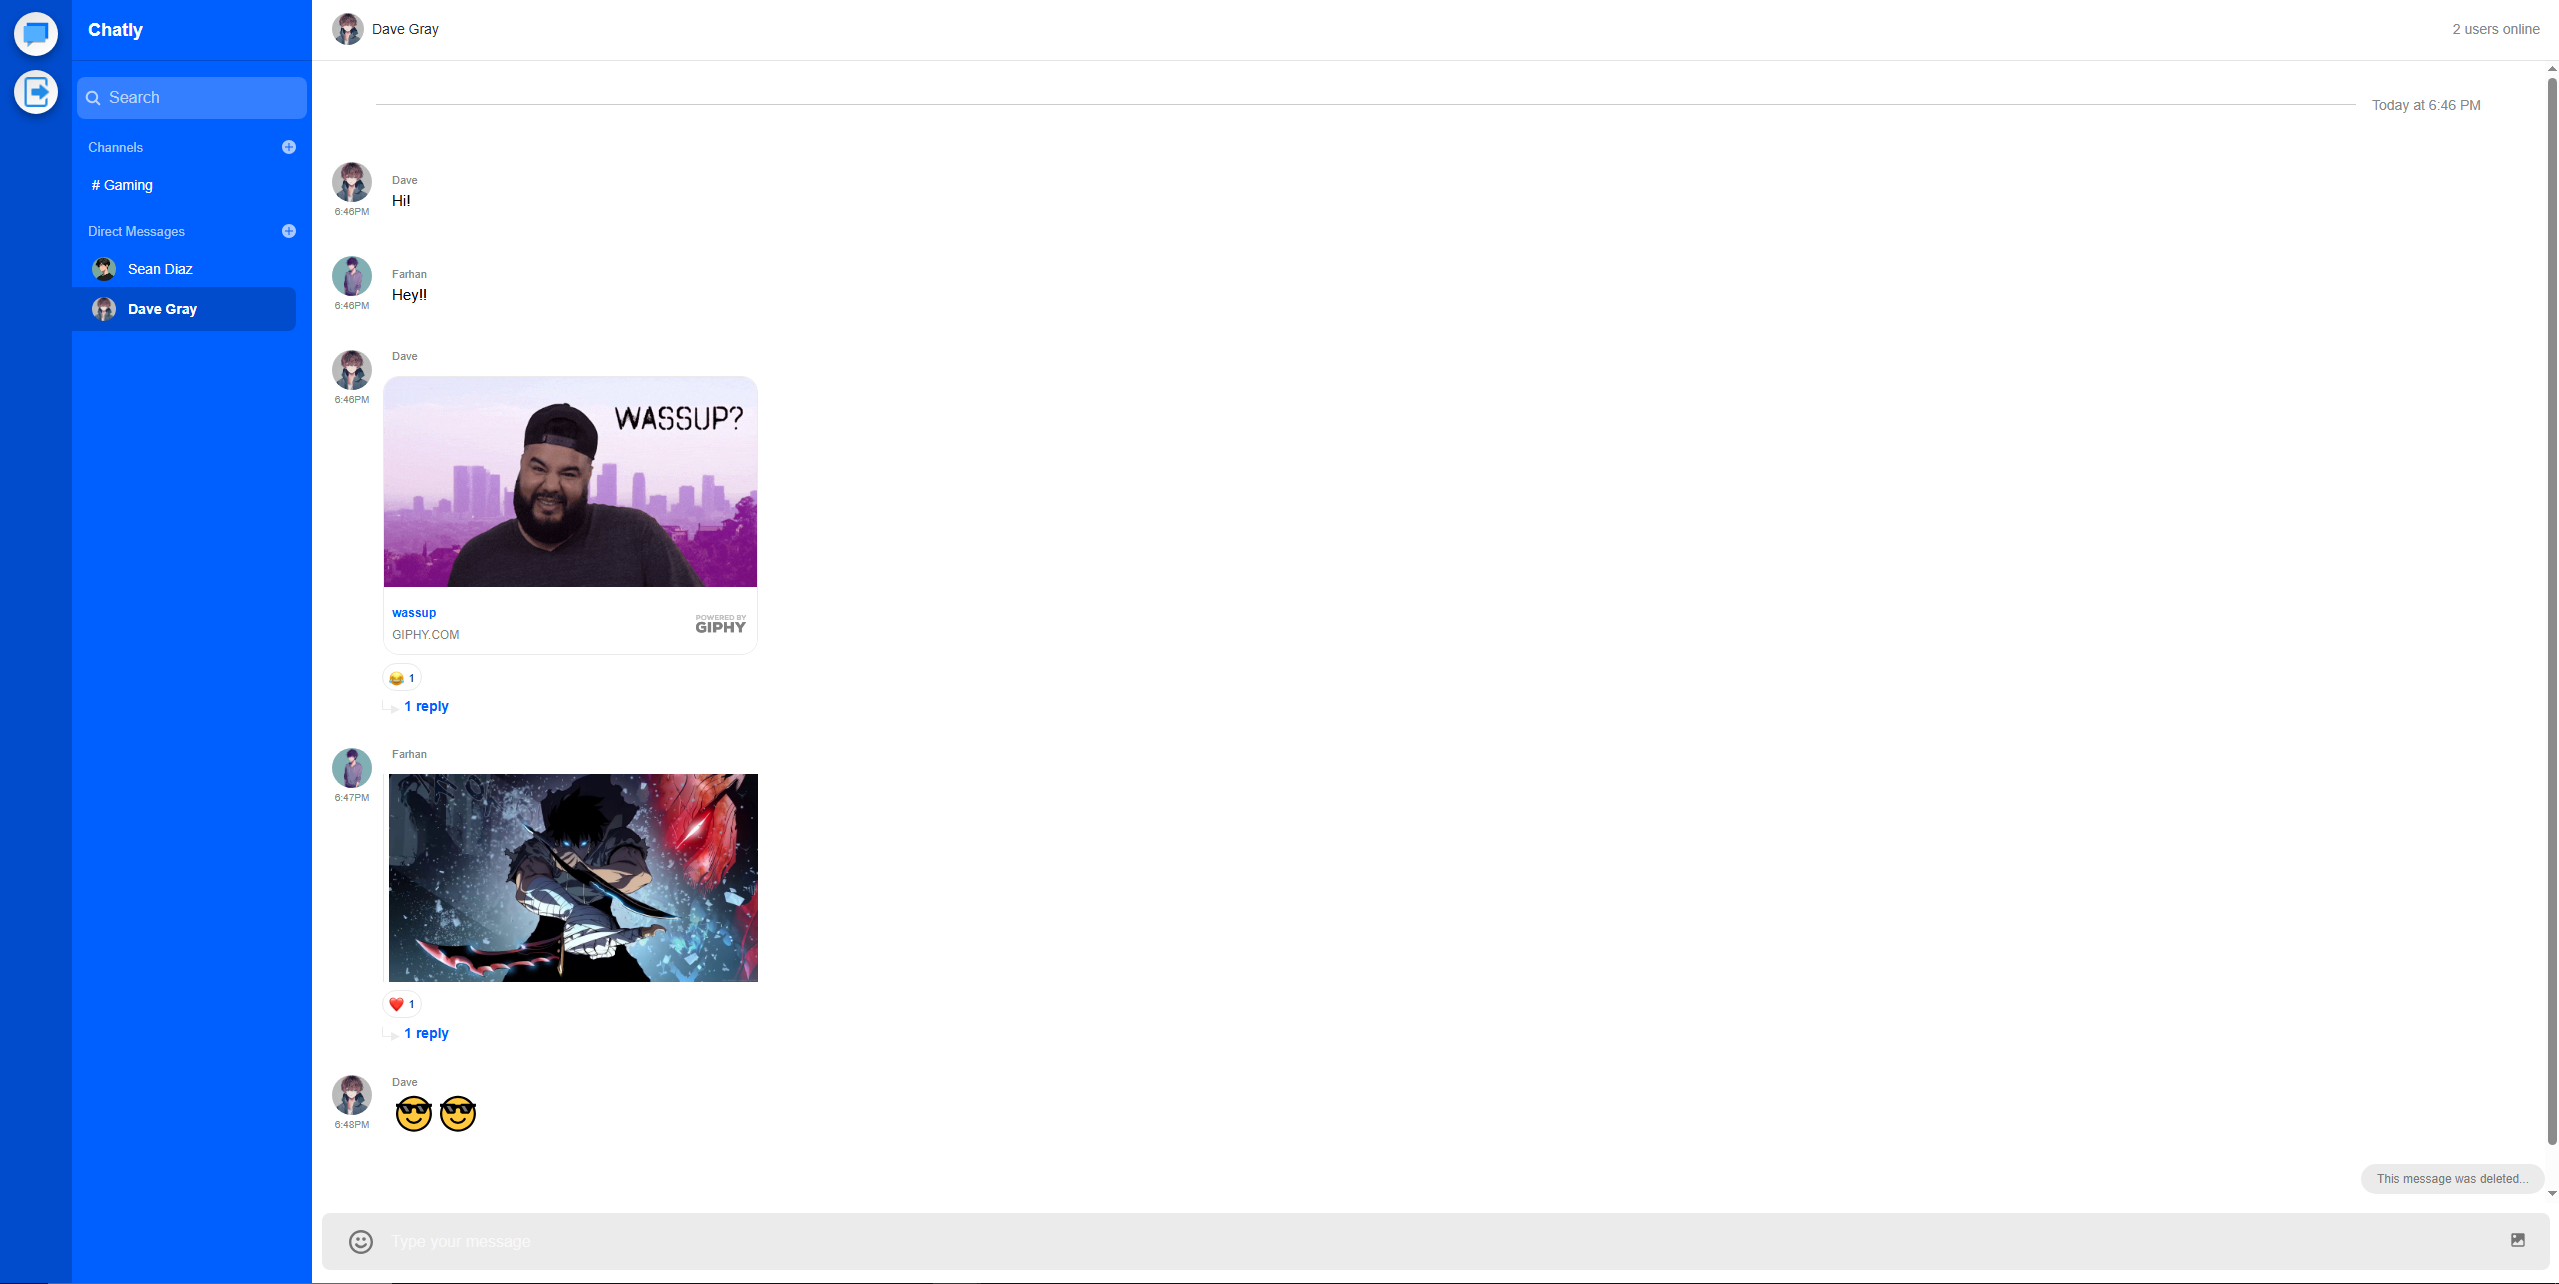 Chatly
Search
Channels
# Gaming
Direct Messages
Sean Diaz
Dave Gray
Dave Gray
2 users online
Today at 6:46 PM
Dave
Hi!
6:46PM
Farhan
Hey!!
6:46PM
Dave
6:46PM
WASSUP?
wassup
GIPHY.COM
POWERED BY
GIPHY
😂 1
1 reply
Farhan
6:47PM
❤️ 1
1 reply
Dave
😎😎
6:48PM
This message was deleted...
Type your message